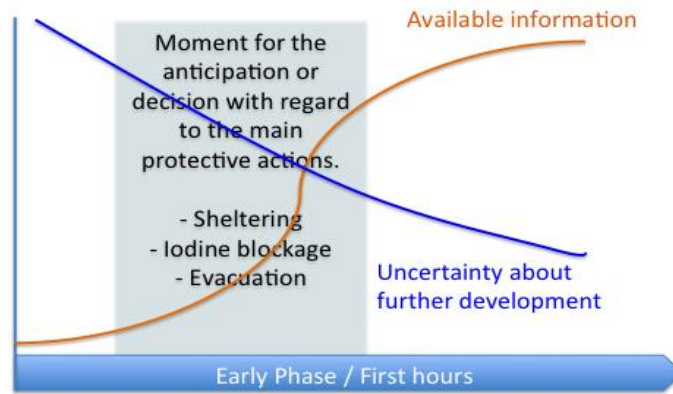 Available information
Moment for the
anticipation or
decision with regard
to the main
protective actions.
- Sheltering
- Iodine blockage
- Evacuation
Uncertainty about
further development
Early Phase / First hours